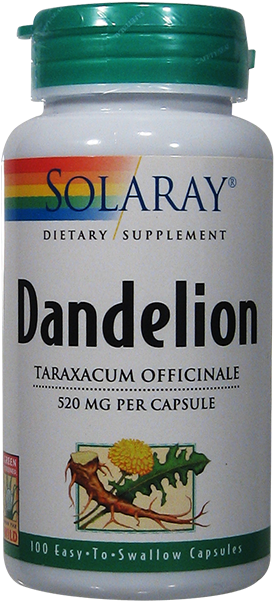 SOLARAY®
DIETARY SUPPLEMENT
Dandelion
TARAXACUM OFFICINALE
520 MG PER CAPSULE
100 Easy-To-Swallow Capsules